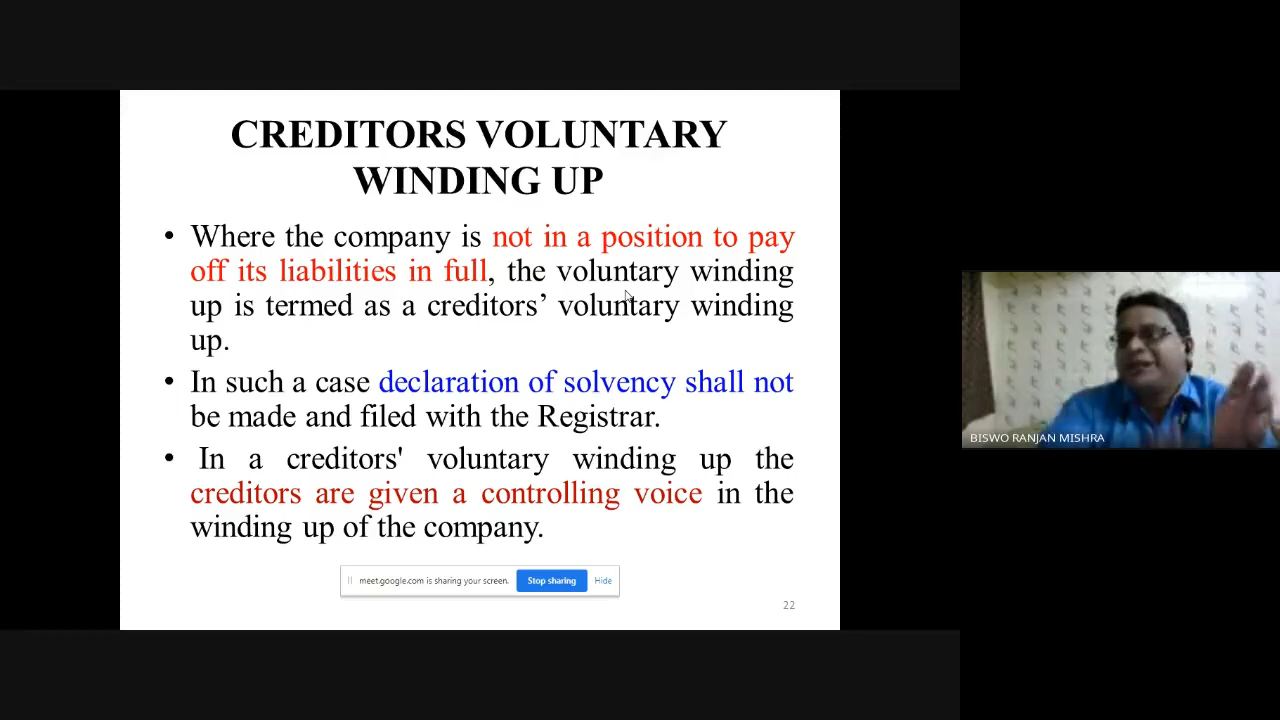 CREDITORS VOLUNTARY
WINDING UP
• Where the company is not in a position to pay
off its liabilities in full, the voluntary winding
up is termed as a creditors’ voluntary winding
up.
• In such a case declaration of solvency shall not
be made and filed with the Registrar.
• In a creditors' voluntary winding up the
creditors are given a controlling voice in the
winding up of the company.
meet.google.com is sharing your screen. Stop sharing Hide
22
BISWO RANJAN MISHRA